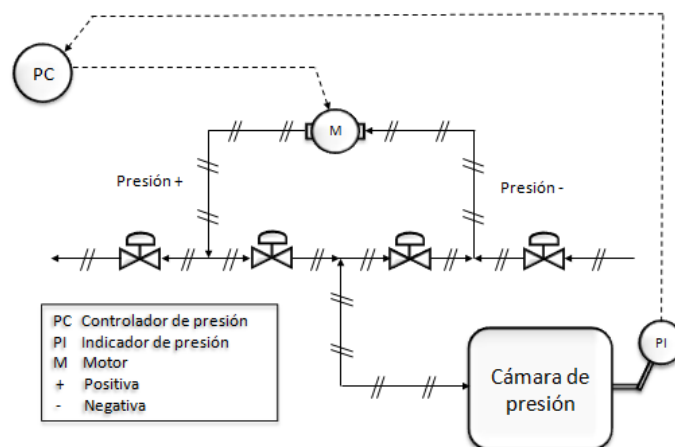 PC
M
Presión +
Presión -
PC Controlador de presión
PI Indicador de presión
M Motor
+ Positiva
- Negativa
PI
Cámara de
presión